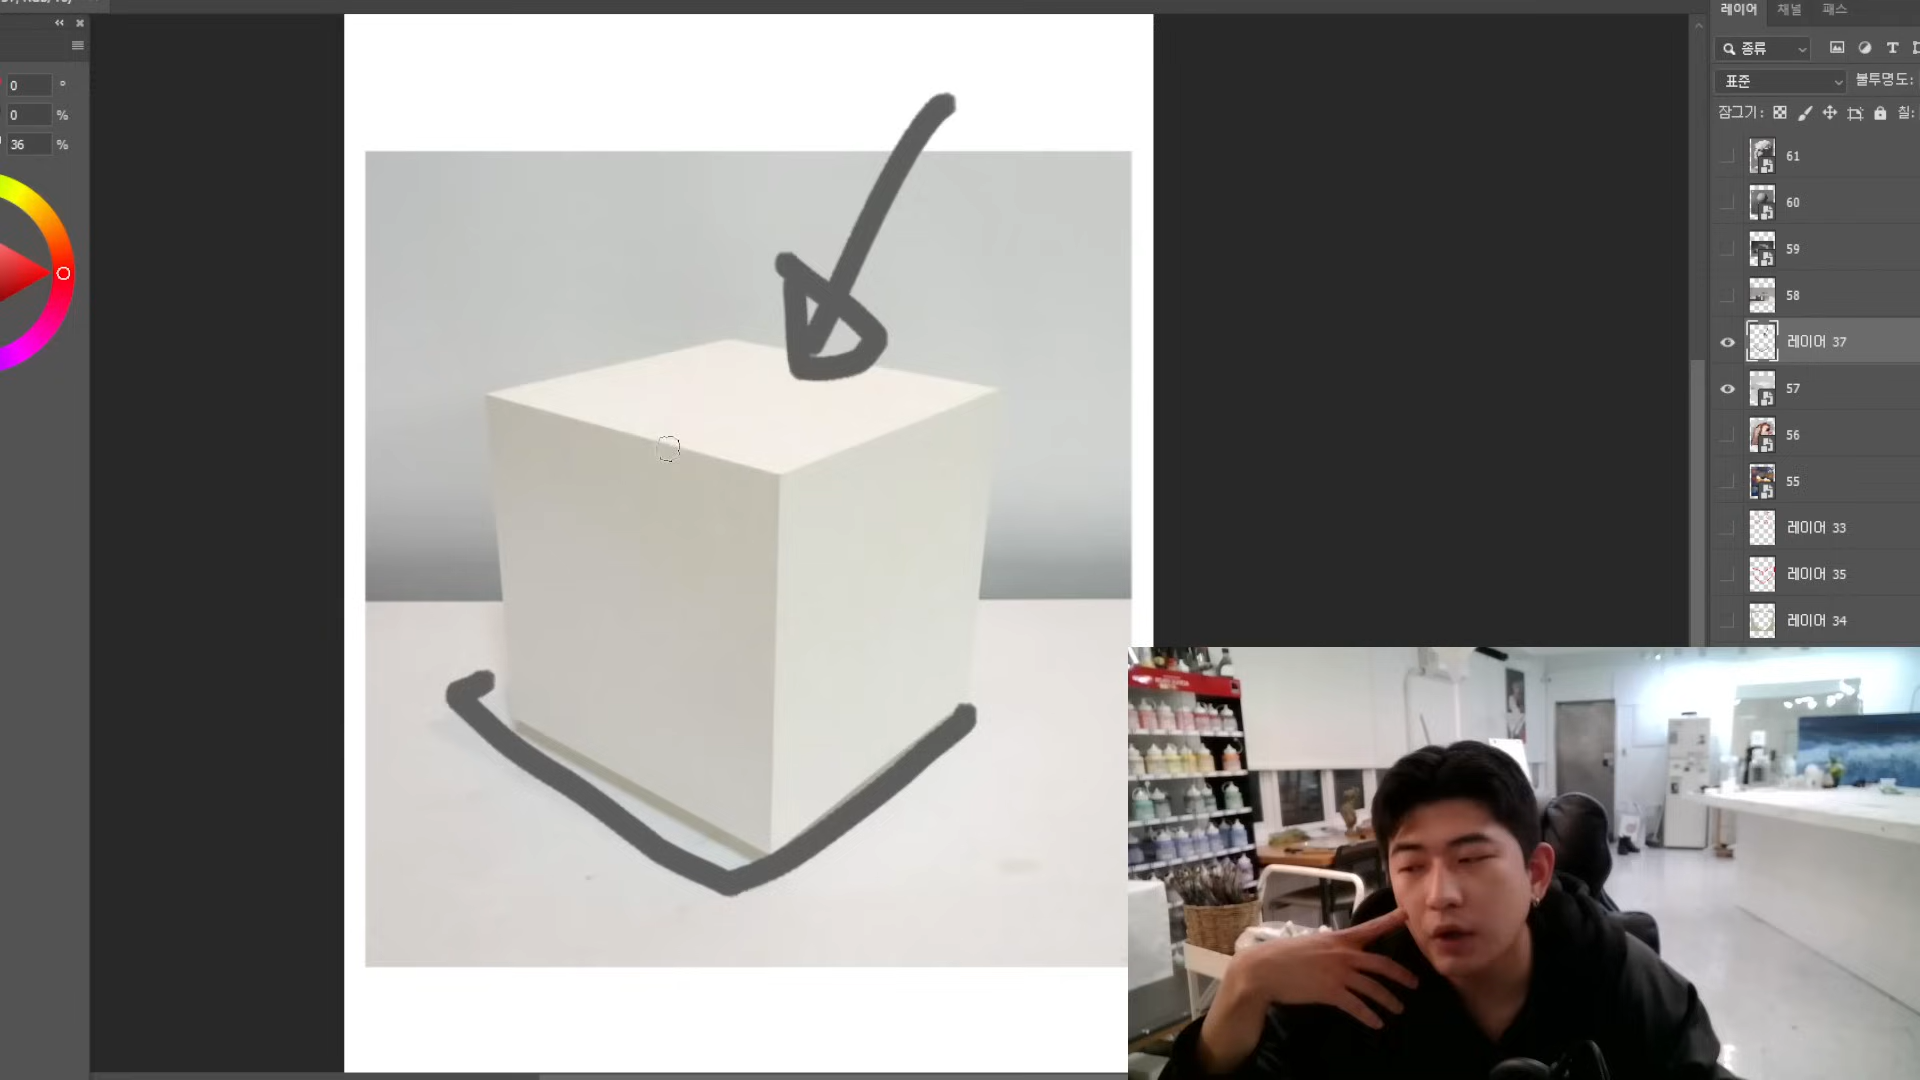 레이어 채널 패스
종류
표준 불투명도:
잠그기: 칠:
0 °
0 %
36 %
61
60
59
58
레이어 37
57
56
55
레이어 33
레이어 35
레이어 34